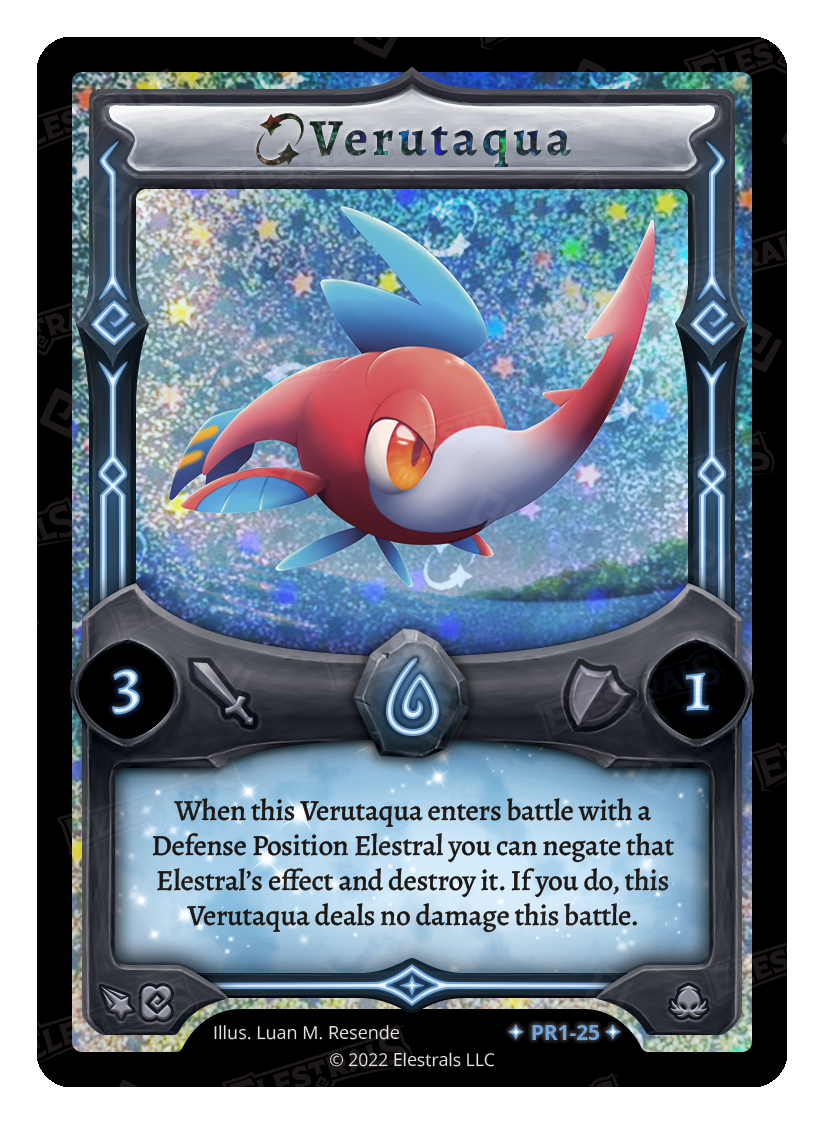 Verutaqua
3
1
When this Verutaqua enters battle with a
Defense Position Elestral you can negate that
Elestral's effect and destroy it. If you do, this
Verutaqua deals no damage this battle.
Illus. Luan M. Resende
PR1-25
© 2022 Elestrals LLC